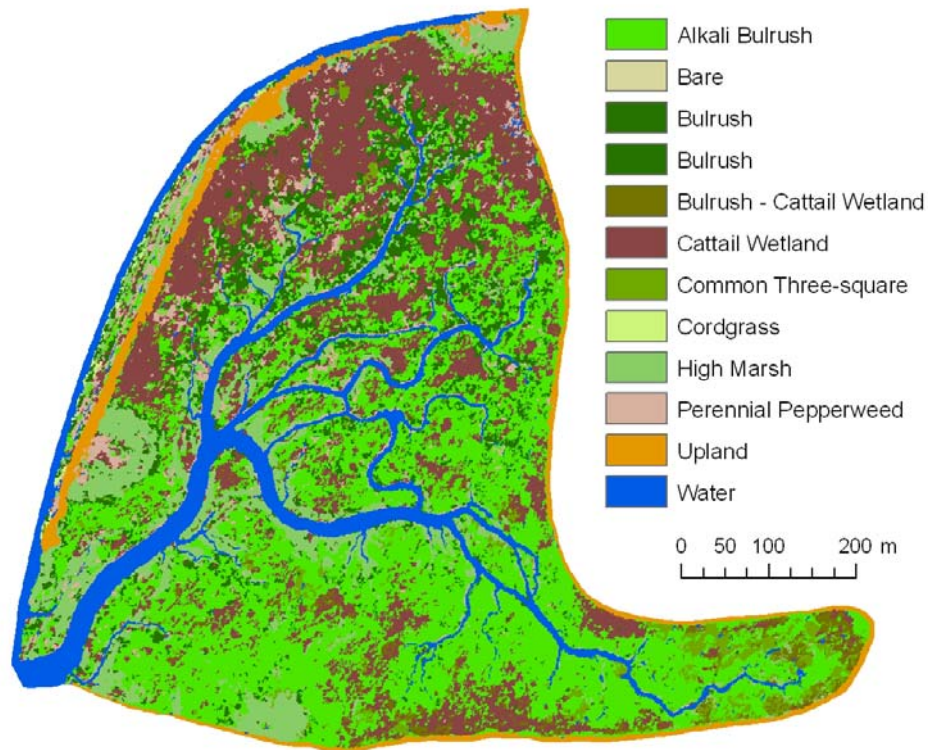 Alkali Bulrush
Bare
Bulrush
Bulrush
Bulrush - Cattail Wetland
Cattail Wetland
Common Three-square
Cordgrass
High Marsh
Perennial Pepperweed
Upland
Water
0 50 100 200 m